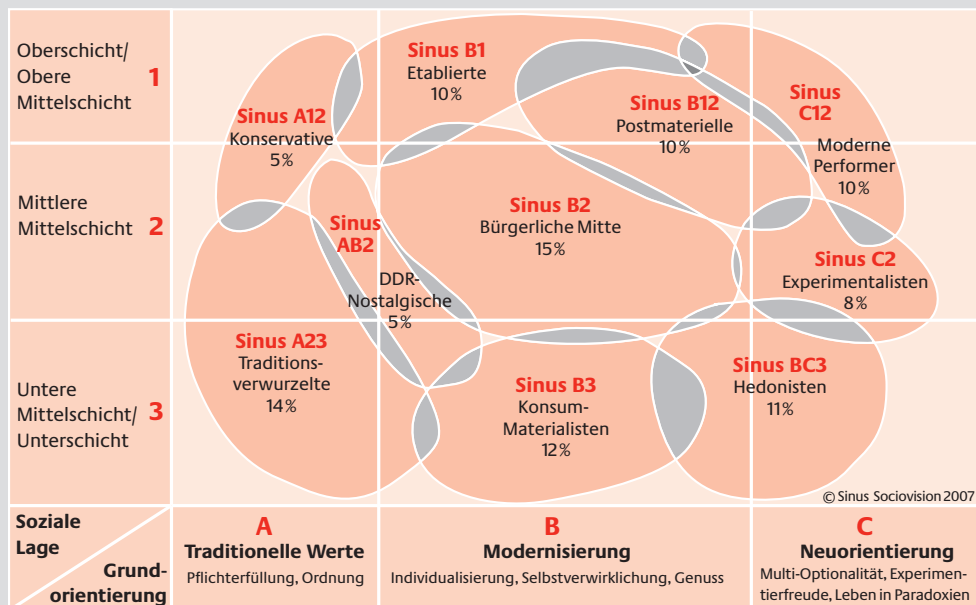 Oberschicht/
Obere
Mittelschicht
1
Mittlere
Mittelschicht
2
Untere
Mittelschicht/
Unterschicht
3
Sinus A12
Konservative
5%
Sinus B1
Etablierte
10%
Sinus B12
Postmaterielle
10%
Sinus
C12
Moderne
Performer
10%
Sinus
AB2
DDR-
Nostalgische
5%
Sinus B2
Bürgerliche Mitte
15%
Sinus C2
Experimentalisten
8%
Sinus A23
Traditions-
verwurzelte
14%
Sinus B3
Konsum-
Materialisten
12%
Sinus BC3
Hedonisten
11%
© Sinus Sociovision 2007
Soziale
Lage
Grund-
orientierung
A
Traditionelle Werte
Pflichterfüllung, Ordnung
B
Modernisierung
Individualisierung, Selbstverwirklichung, Genuss
C
Neuorientierung
Multi-Optionalität, Experimen-
tierfreude, Leben in Paradoxien